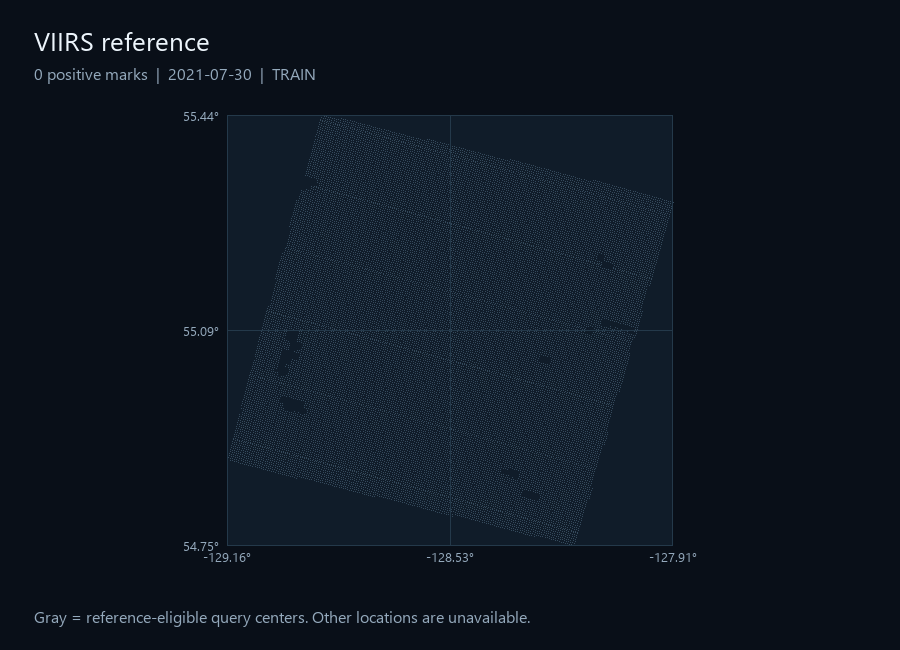 VIIRS reference
0 positive marks | 2021-07-30 | TRAIN
55.44°
55.09°
54.75°
-129.16°
-128.53°
-127.91°
Gray = reference-eligible query centers. Other locations are unavailable.